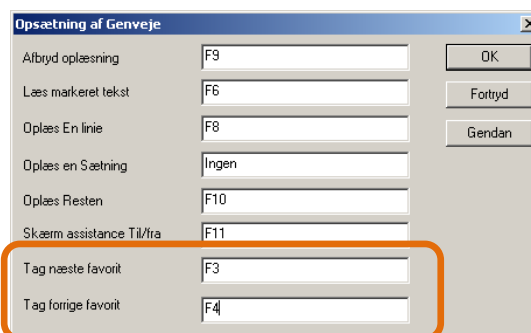 Opsætning af Genveje
Afbryd oplæsning F9 OK
Læs markeret tekst F6 Fortryd
Oplæs En linie F8 Gendan
Oplæs en Sætning Ingen
Oplæs Resten F10
Skærm assistance Til/fra F11
Tag næste favorit F3
Tag forrige favorit F4